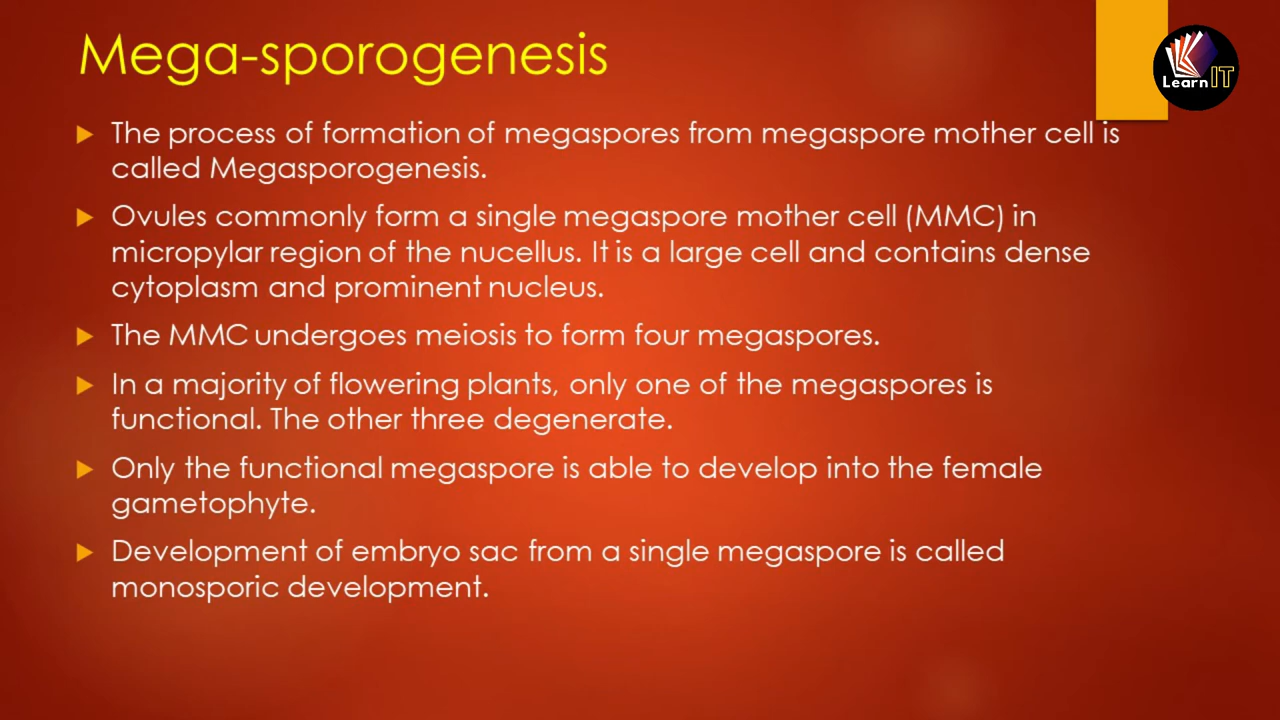 Mega-sporogenesis
LearnIT
The process of formation of megaspores from megaspore mother cell is
called Megasporogenesis.
Ovules commonly form a single megaspore mother cell (MMC) in
micropylar region of the nucellus. It is a large cell and contains dense
cytoplasm and prominent nucleus.
The MMC undergoes meiosis to form four megaspores.
In a majority of flowering plants, only one of the megaspores is
functional. The other three degenerate.
Only the functional megaspore is able to develop into the female
gametophyte.
Development of embryo sac from a single megaspore is called
monosporic development.